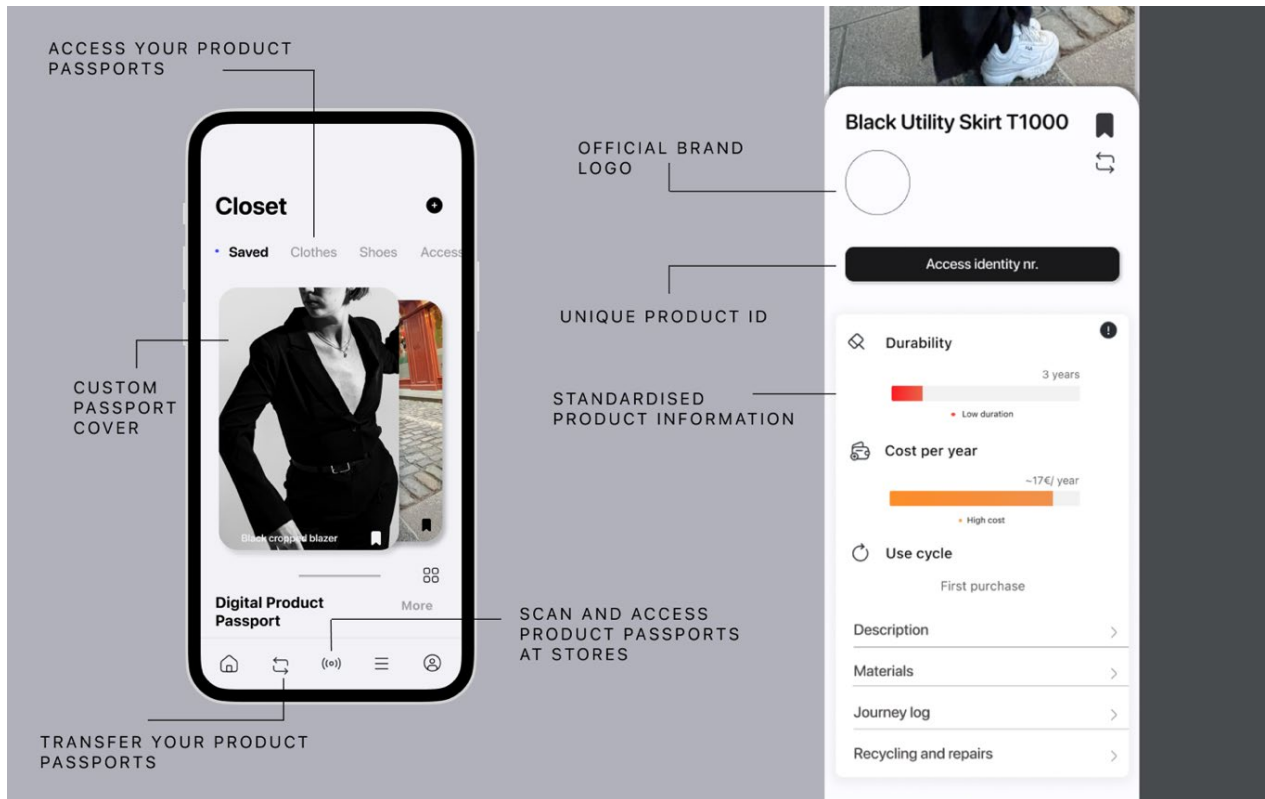 ACCESS YOUR PRODUCT
PASSPORTS
Closet
Saved Clothes Shoes Access
CUSTOM
PASSPORT
COVER
Black cropped blazer
Digital Product
Passport
More
SCAN AND ACCESS
PRODUCT PASSPORTS
AT STORES
TRANSFER YOUR PRODUCT
PASSPORTS
OFFICIAL BRAND
LOGO
UNIQUE PRODUCT ID
STANDARDISED
PRODUCT INFORMATION
Black Utility Skirt T1000
Access identity nr.
Durability
3 years
Low duration
Cost per year
~17€/ year
High cost
Use cycle
First purchase
Description
Materials
Journey log
Recycling and repairs